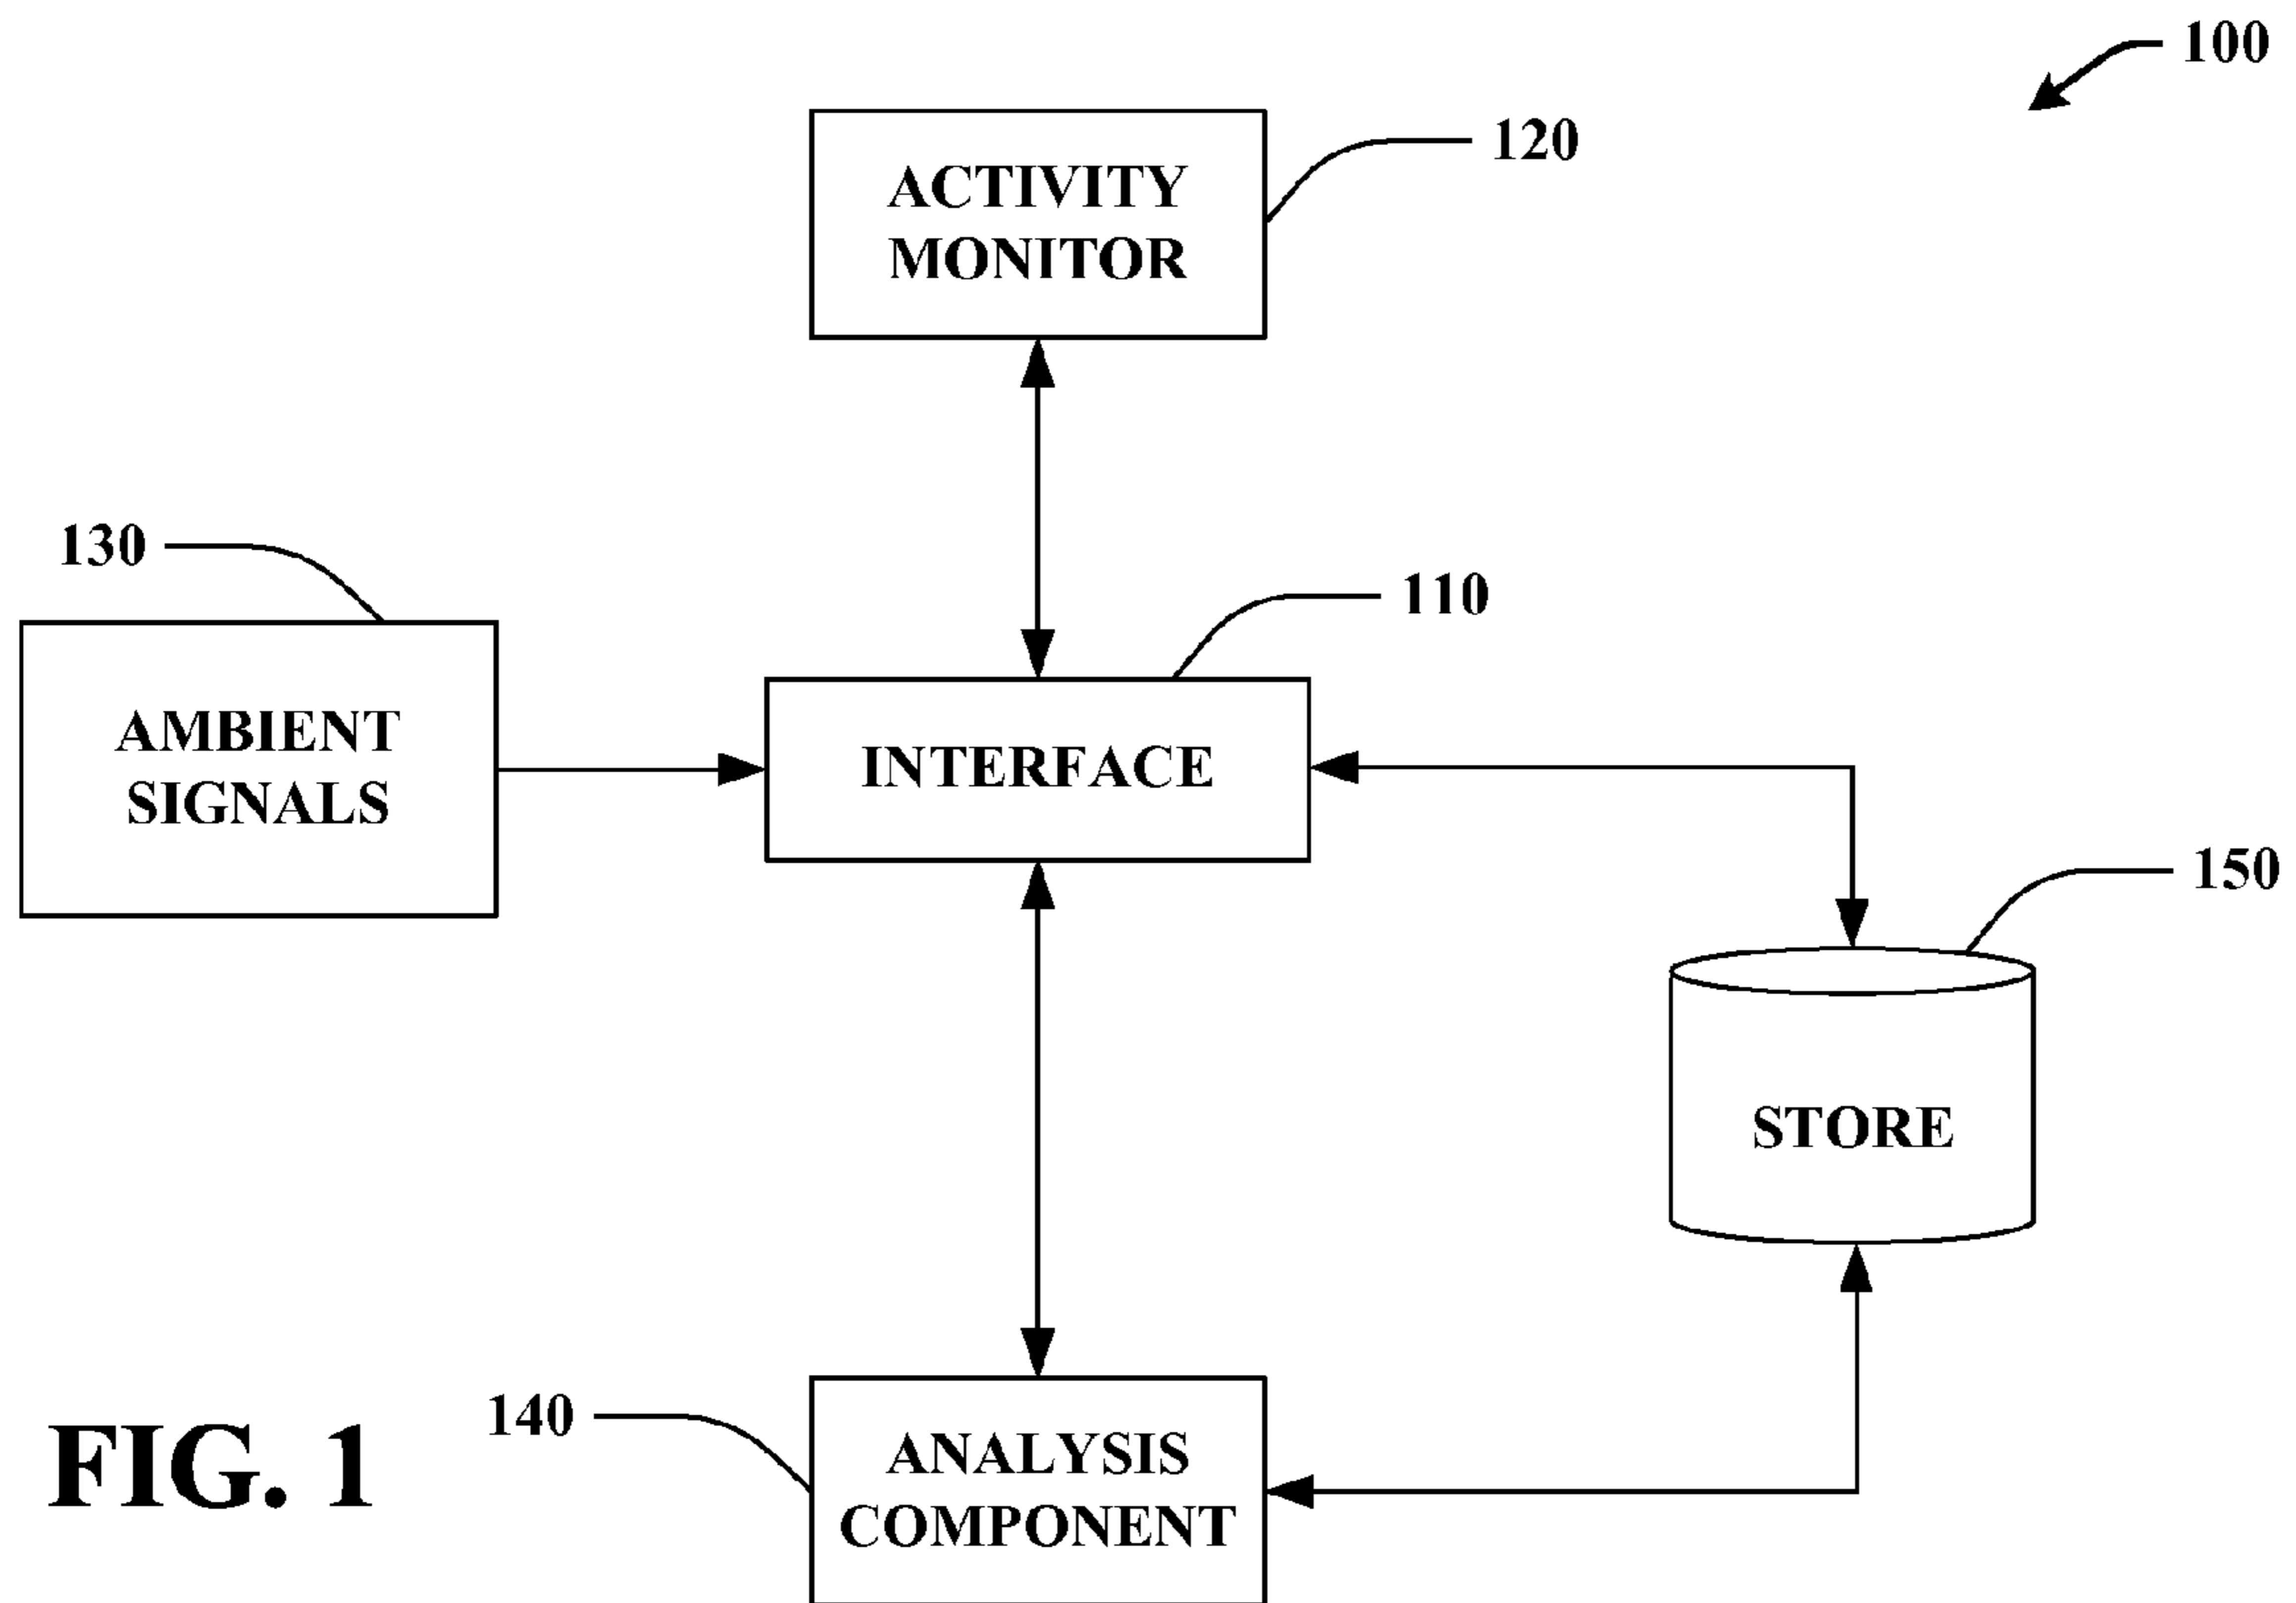 100
120
ACTIVITY
MONITOR
130
110
AMBIENT
SIGNALS
INTERFACE
150
STORE
140
ANALYSIS
COMPONENT
FIG. 1